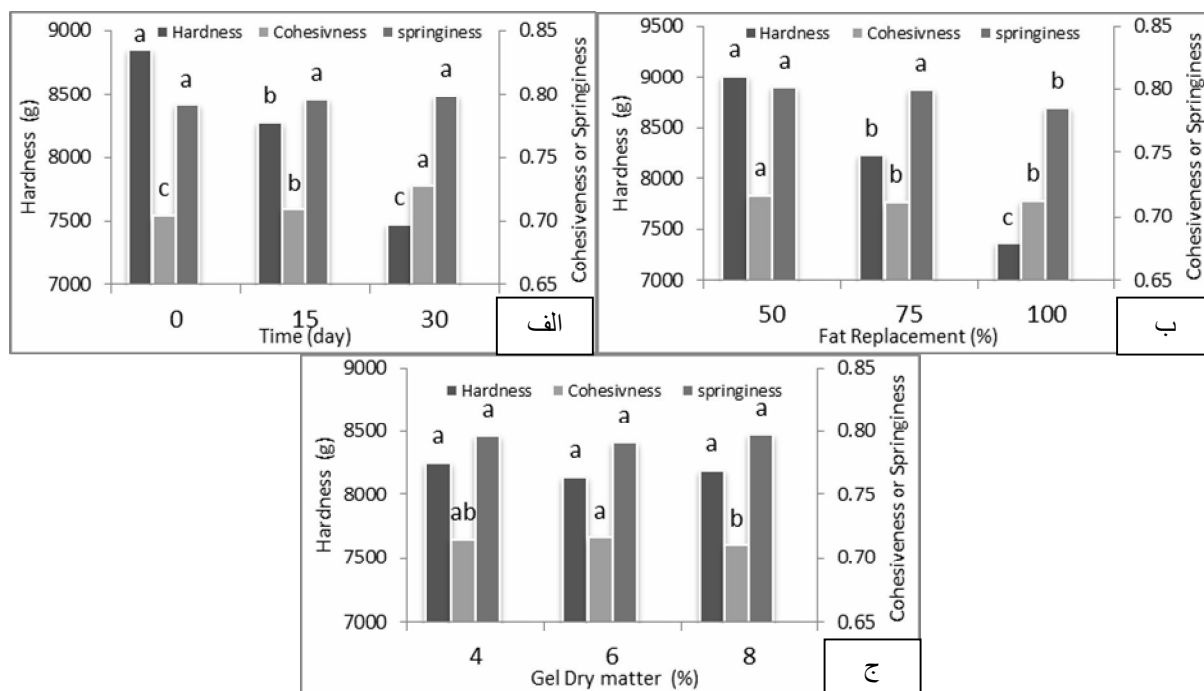 Hardness Cohesivness springiness
9000
8500
8000
7500
7000
Hardness (g)
0.85
0.80
0.75
0.70
0.65
Cohesiveness or Springiness
a c a
b b a
c a a
0 15 30
Time (day)
الف
Hardness Cohesivness springiness
9500
9000
8500
8000
7500
7000
Hardness (g)
0.85
0.80
0.75
0.70
0.65
Cohesiveness or Springiness
a a a
b b a
c b b
50 75 100
Fat Replacement (%)
ب
Hardness Cohesivness springiness
9000
8500
8000
7500
7000
Hardness (g)
0.85
0.80
0.75
0.70
0.65
Cohesiveness or Springiness
a ab a
a a a
a b a
4 6 8
Gel Dry matter (%)
ج